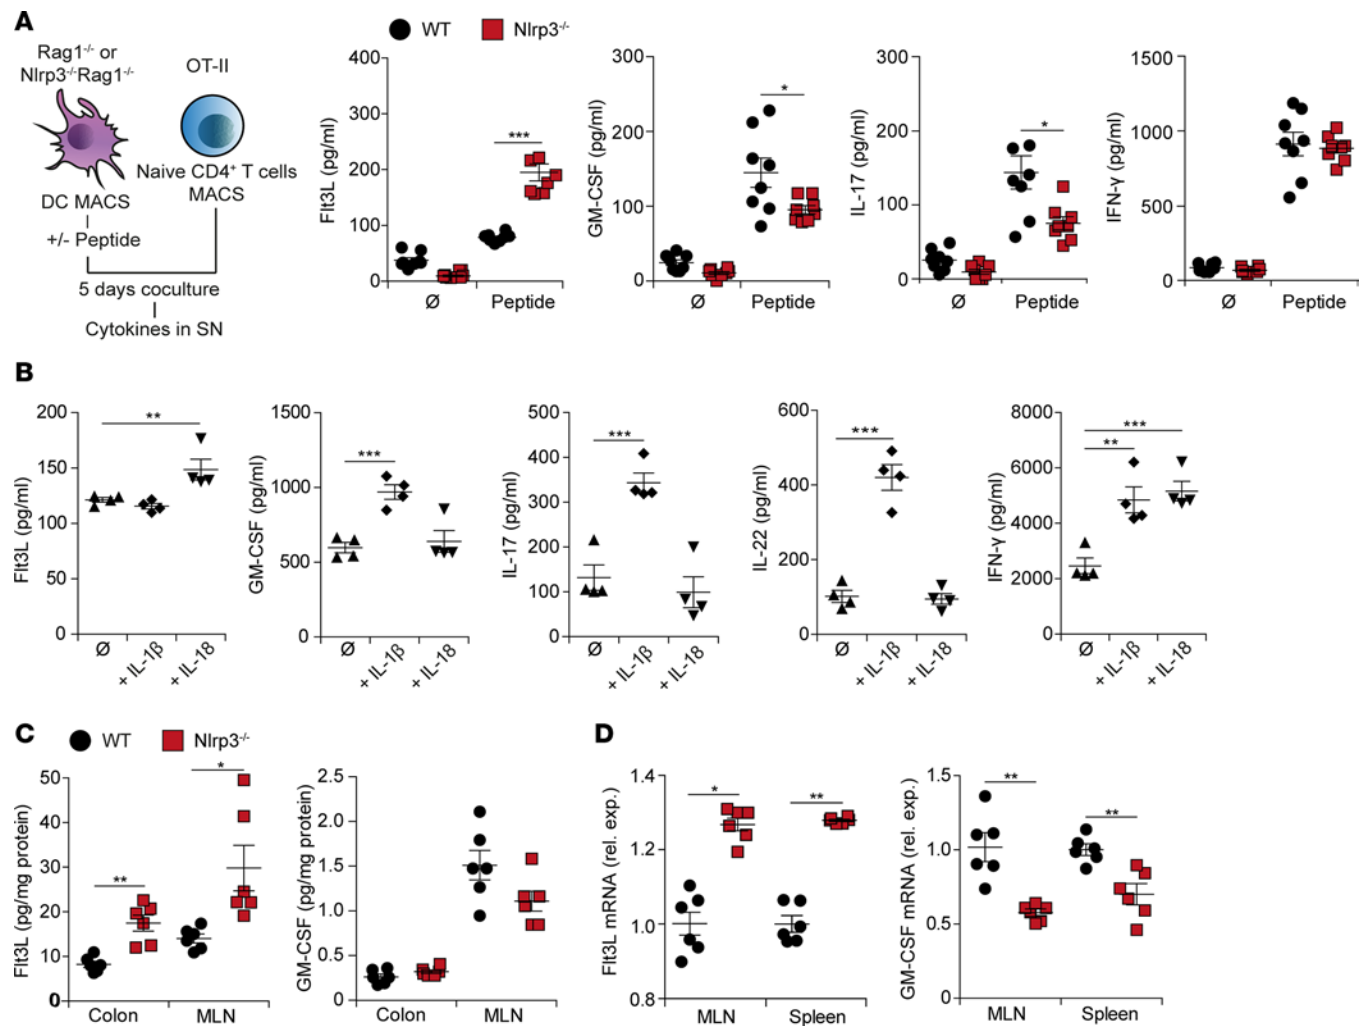 A
WT
Nlrp3-/-
Rag1-/- or
Nlrp3-/-Rag1-/-
OT-II
Naive CD4+ T cells
MACS
DC MACS
+/- Peptide
5 days coculture
Cytokines in SN
Flt3L (pg/ml)
400
300
200
100
0
***
Ø
Peptide
GM-CSF (pg/ml)
300
200
100
0
*
Ø
Peptide
IL-17 (pg/ml)
300
200
100
0
*
Ø
Peptide
IFN-γ (pg/ml)
1500
1000
500
0
Ø
Peptide
B
Flt3L (pg/ml)
200
150
100
50
0
**
Ø
+ IL-1β
+ IL-18
GM-CSF (pg/ml)
1500
1000
500
0
***
Ø
+ IL-1β
+ IL-18
IL-17 (pg/ml)
500
400
300
200
100
0
***
Ø
+ IL-1β
+ IL-18
IL-22 (pg/ml)
600
400
200
0
***
Ø
+ IL-1β
+ IL-18
IFN-γ (pg/ml)
8000
6000
4000
2000
0
***
**
Ø
+ IL-1β
+ IL-18
C
WT
Nlrp3-/-
Flt3L (pg/mg protein)
50
40
30
20
10
0
**
*
Colon
MLN
GM-CSF (pg/mg protein)
2.5
2.0
1.5
1.0
0.5
0
Colon
MLN
D
Flt3L mRNA (rel. exp.)
1.4
1.2
1.0
0.8
*
**
MLN
Spleen
GM-CSF mRNA (rel. exp.)
1.5
1.0
0.5
0
**
**
MLN
Spleen